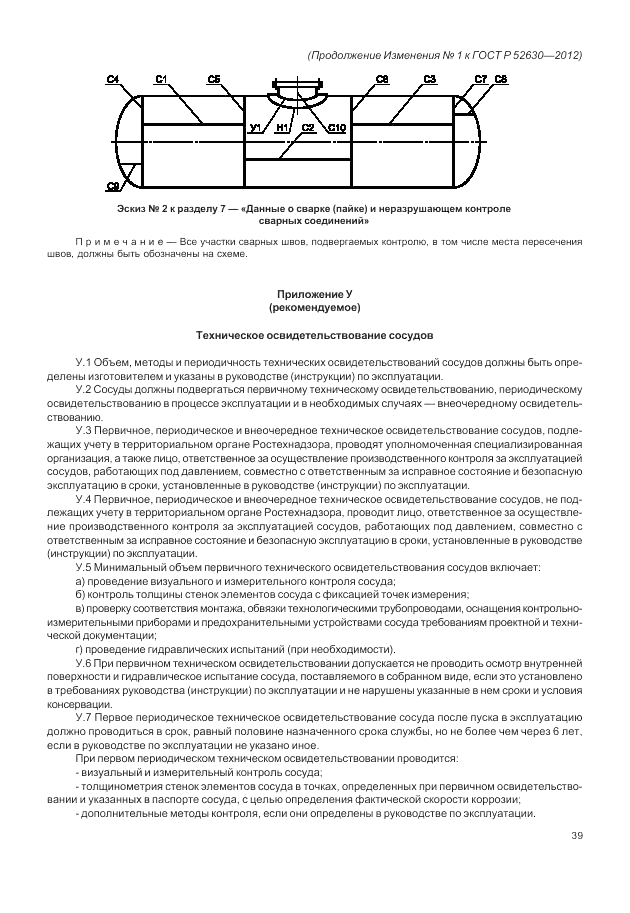 (Продолжение Изменения № 1 к ГОСТ Р 52630—2012)
С4 С1 С5 С6 С3 С7 С8
У1 Н1 С2 С10
С9
Эскиз № 2 к разделу 7 — «Данные о сварке (пайке) и неразрушающем контроле
сварных соединений»
П р и м е ч а н и е — Все участки сварных швов, подвергаемых контролю, в том числе места пересечения
швов, должны быть обозначены на схеме.
Приложение У
(рекомендуемое)
Техническое освидетельствование сосудов
У.1 Объем, методы и периодичность технических освидетельствований сосудов должны быть опре-
делены изготовителем и указаны в руководстве (инструкции) по эксплуатации.
У.2 Сосуды должны подвергаться первичному техническому освидетельствованию, периодическому
освидетельствованию в процессе эксплуатации и в необходимых случаях — внеочередному освидетель-
ствованию.
У.3 Первичное, периодическое и внеочередное техническое освидетельствование сосудов, подле-
жащих учету в территориальном органе Ростехнадзора, проводят уполномоченная специализированная
организация, а также лицо, ответственное за осуществление производственного контроля за эксплуатацией
сосудов, работающих под давлением, совместно с ответственным за исправное состояние и безопасную
эксплуатацию в сроки, установленные в руководстве (инструкции) по эксплуатации.
У.4 Первичное, периодическое и внеочередное техническое освидетельствование сосудов, не под-
лежащих учету в территориальном органе Ростехнадзора, проводит лицо, ответственное за осуществле-
ние производственного контроля за эксплуатацией сосудов, работающих под давлением, совместно с
ответственным за исправное состояние и безопасную эксплуатацию в сроки, установленные в руководстве
(инструкции) по эксплуатации.
У.5 Минимальный объем первичного технического освидетельствования сосудов включает:
а) проведение визуального и измерительного контроля сосуда;
б) контроль толщины стенок элементов сосуда с фиксацией точек измерения;
в) проверку соответствия монтажа, обвязки технологическими трубопроводами, оснащения контрольно-
измерительными приборами и предохранительными устройствами сосуда требованиям проектной и техни-
ческой документации;
г) проведение гидравлических испытаний (при необходимости).
У.6 При первичном техническом освидетельствовании допускается не проводить осмотр внутренней
поверхности и гидравлическое испытание сосуда, поставляемого в собранном виде, если это установлено
в требованиях руководства (инструкции) по эксплуатации и не нарушены указанные в нем сроки и условия
консервации.
У.7 Первое периодическое техническое освидетельствование сосуда после пуска в эксплуатацию
должно проводиться в срок, равный половине назначенного срока службы, но не более чем через 6 лет,
если в руководстве по эксплуатации не указано иное.
При первом периодическом техническом освидетельствовании проводится:
- визуальный и измерительный контроль сосуда;
- толщинометрия стенок элементов сосуда в точках, определенных при первичном освидетельство-
вании и указанных в паспорте сосуда, с целью определения фактической скорости коррозии;
- дополнительные методы контроля, если они определены в руководстве по эксплуатации.
39